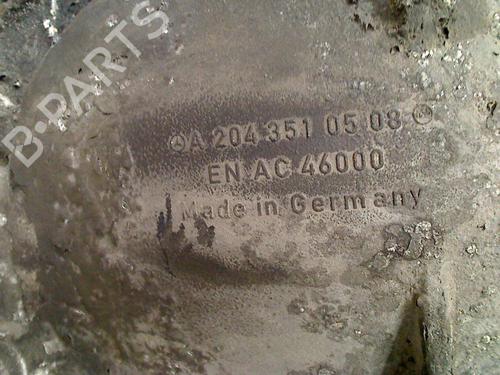 B-PARTS
A 204 351 05 08
EN AC 46000
Made in Germany